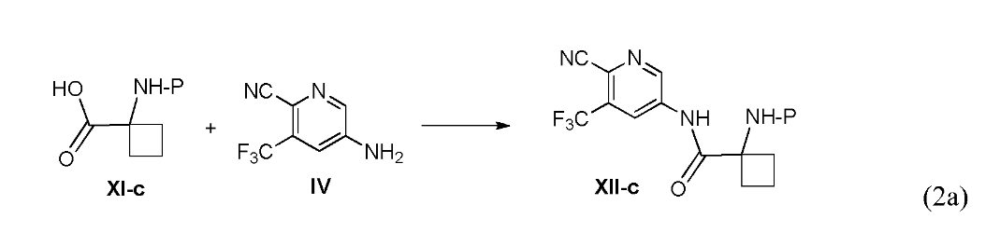 HO
NH-P
O
XI-c
+
NC
N
F₃C
NH₂
IV
NC
N
F₃C
NH
NH-P
O
XII-c
(2a)